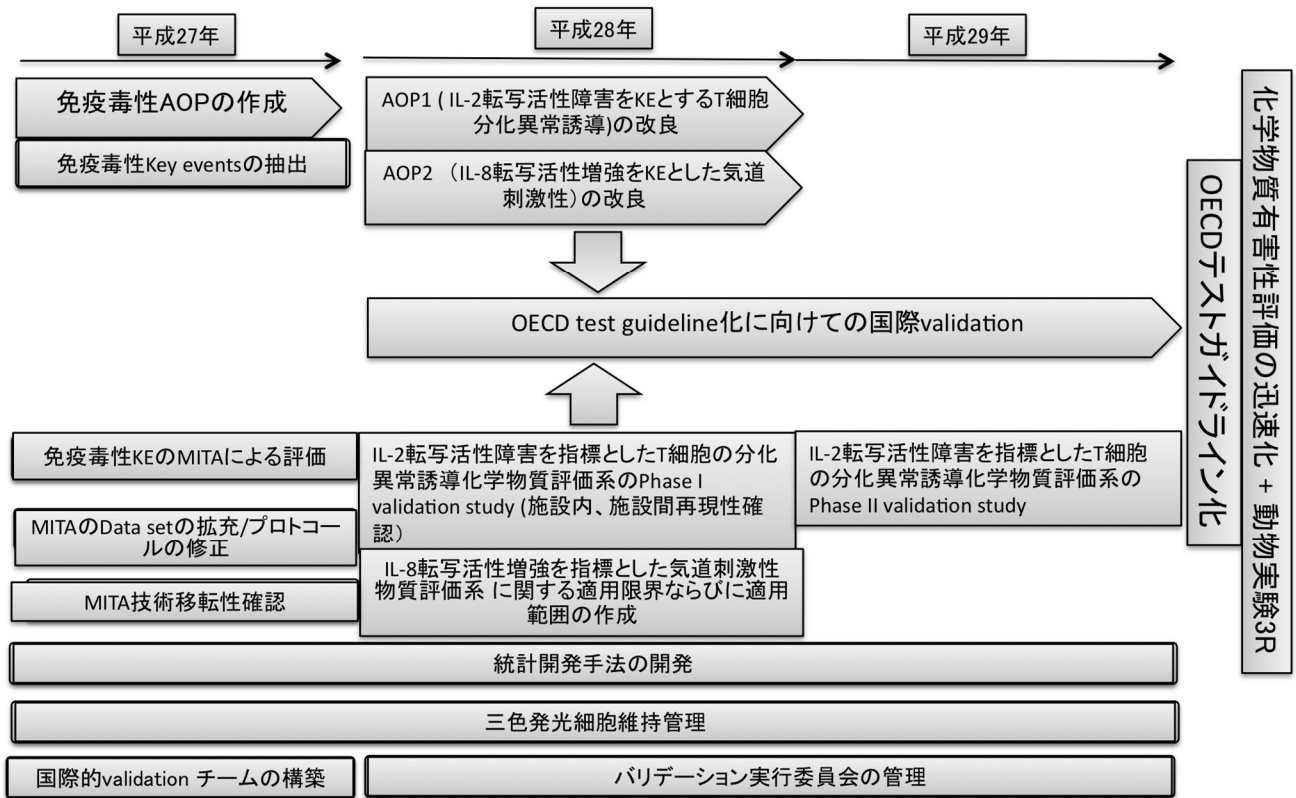 平成27年
平成28年
平成29年
免疫毒性AOPの作成
免疫毒性Key eventsの抽出
AOP1 ( IL-2転写活性障害をKEとするT細胞
分化異常誘導)の改良
AOP2 （IL-8転写活性増強をKEとした気道
刺激性）の改良
OECD test guideline化に向けての国際validation
免疫毒性KEのMITAによる評価
MITAのData setの拡充/プロトコー
ルの修正
MITA技術移転性確認
IL-2転写活性障害を指標としたT細胞の分化
異常誘導化学物質評価系のPhase I
validation study (施設内、施設間再現性確
認）
IL-8転写活性増強を指標とした気道刺激性
物質評価系 に関する適用限界ならびに適用
範囲の作成
IL-2転写活性障害を指標としたT細胞
の分化異常誘導化学物質評価系の
Phase II validation study
統計開発手法の開発
三色発光細胞維持管理
国際的validation チームの構築
バリデーション実行委員会の管理
OECDテストガイドライン化
化学物質有害性評価の迅速化 + 動物実験3R